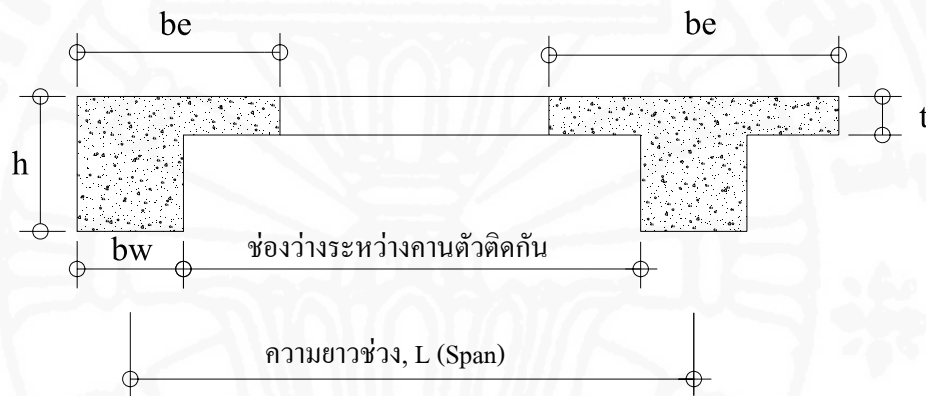 be
be
h
t
bw
ช่องว่างระหว่างคานตัวติดกัน
ความยาวช่วง, L (Span)